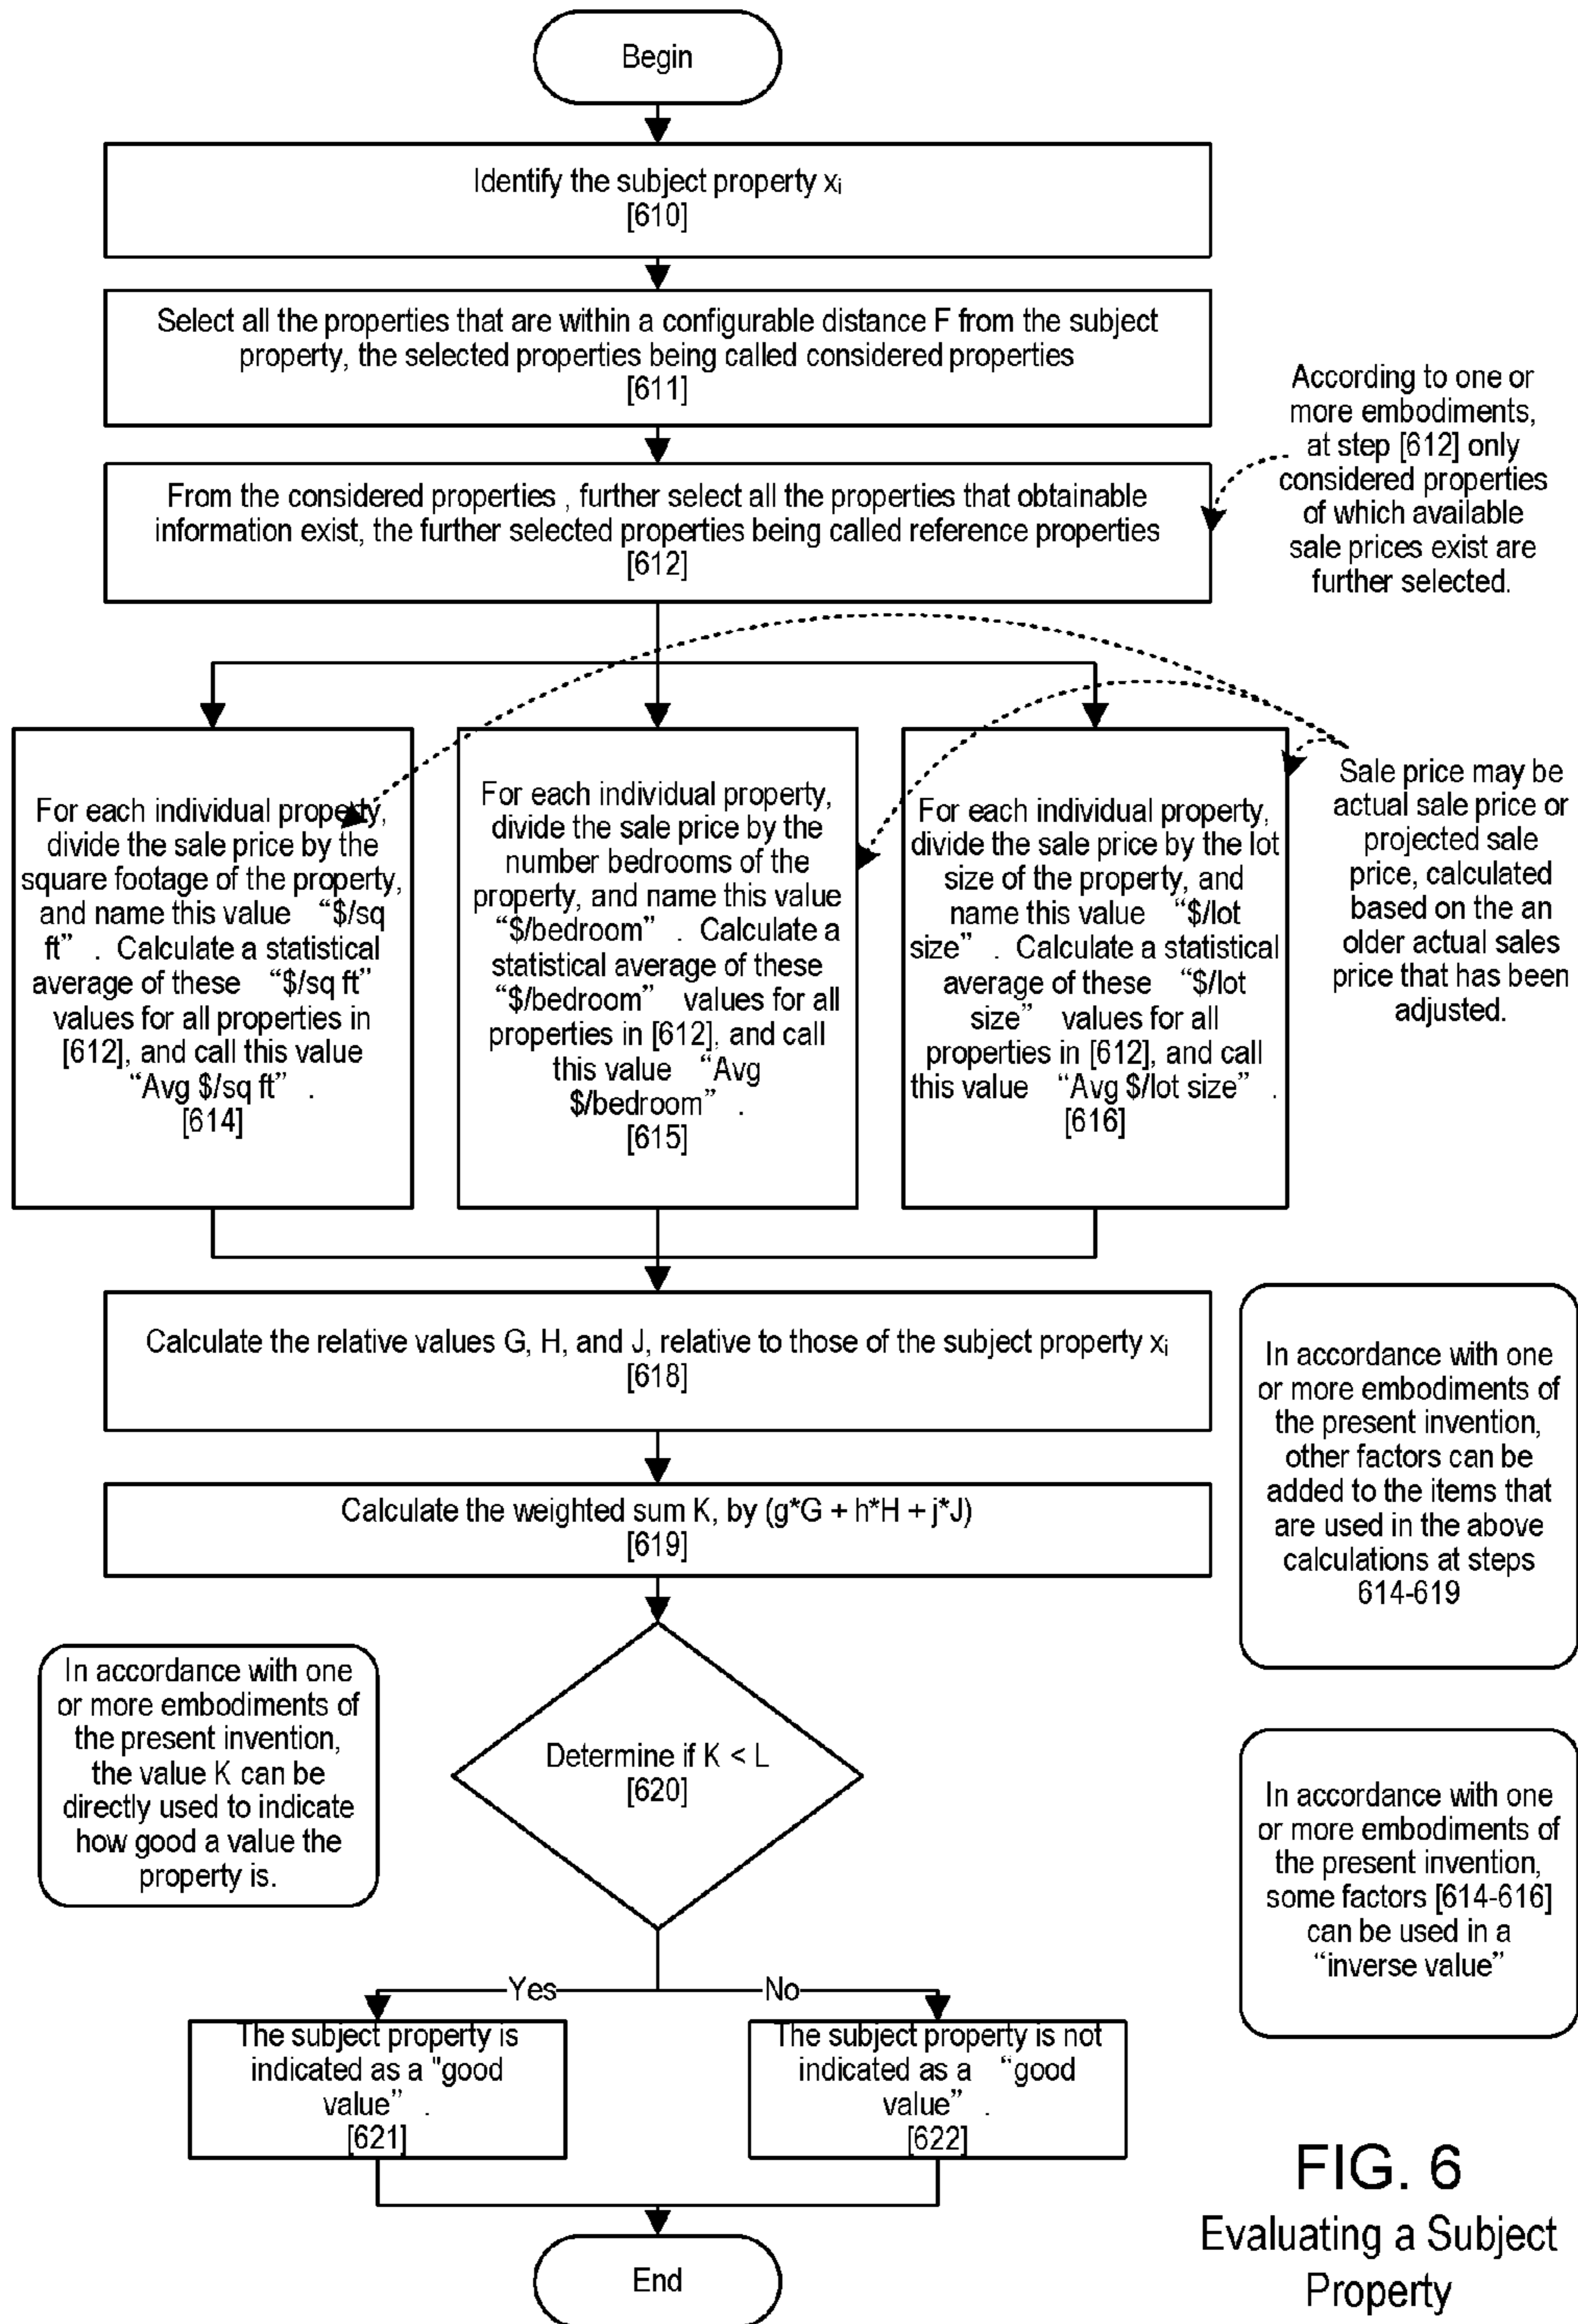 Begin
Identify the subject property xi
[610]
Select all the properties that are within a configurable distance F from the subject
property, the selected properties being called considered properties
[611]
According to one or
more embodiments,
at step [612] only
considered properties
of which available
sale prices exist are
further selected.
From the considered properties , further select all the properties that obtainable
information exist, the further selected properties being called reference properties
[612]
For each individual property,
divide the sale price by the
square footage of the property,
and name this value “$/sq
ft” . Calculate a statistical
average of these “$/sq ft”
values for all properties in
[612], and call this value
“Avg $/sq ft” .
[614]
For each individual property,
divide the sale price by the
number bedrooms of the
property, and name this value
“$/bedroom” . Calculate a
statistical average of these
“$/bedroom” values for all
properties in [612], and call
this value “Avg
$/bedroom” .
[615]
For each individual property,
divide the sale price by the lot
size of the property, and
name this value “$/lot
size” . Calculate a statistical
average of these “$/lot
size” values for all
properties in [612], and call
this value “Avg $/lot size” .
[616]
Sale price may be
actual sale price or
projected sale
price, calculated
based on the an
older actual sales
price that has been
adjusted.
Calculate the relative values G, H, and J, relative to those of the subject property xi
[618]
In accordance with one
or more embodiments of
the present invention,
other factors can be
added to the items that
are used in the above
calculations at steps
614-619
Calculate the weighted sum K, by (g*G + h*H + j*J)
[619]
In accordance with one
or more embodiments of
the present invention,
the value K can be
directly used to indicate
how good a value the
property is.
Determine if K < L
[620]
In accordance with one
or more embodiments of
the present invention,
some factors [614-616]
can be used in a
“inverse value”
Yes
No
The subject property is
indicated as a "good
value” .
[621]
The subject property is not
indicated as a “good
value” .
[622]
End
FIG. 6
Evaluating a Subject
Property